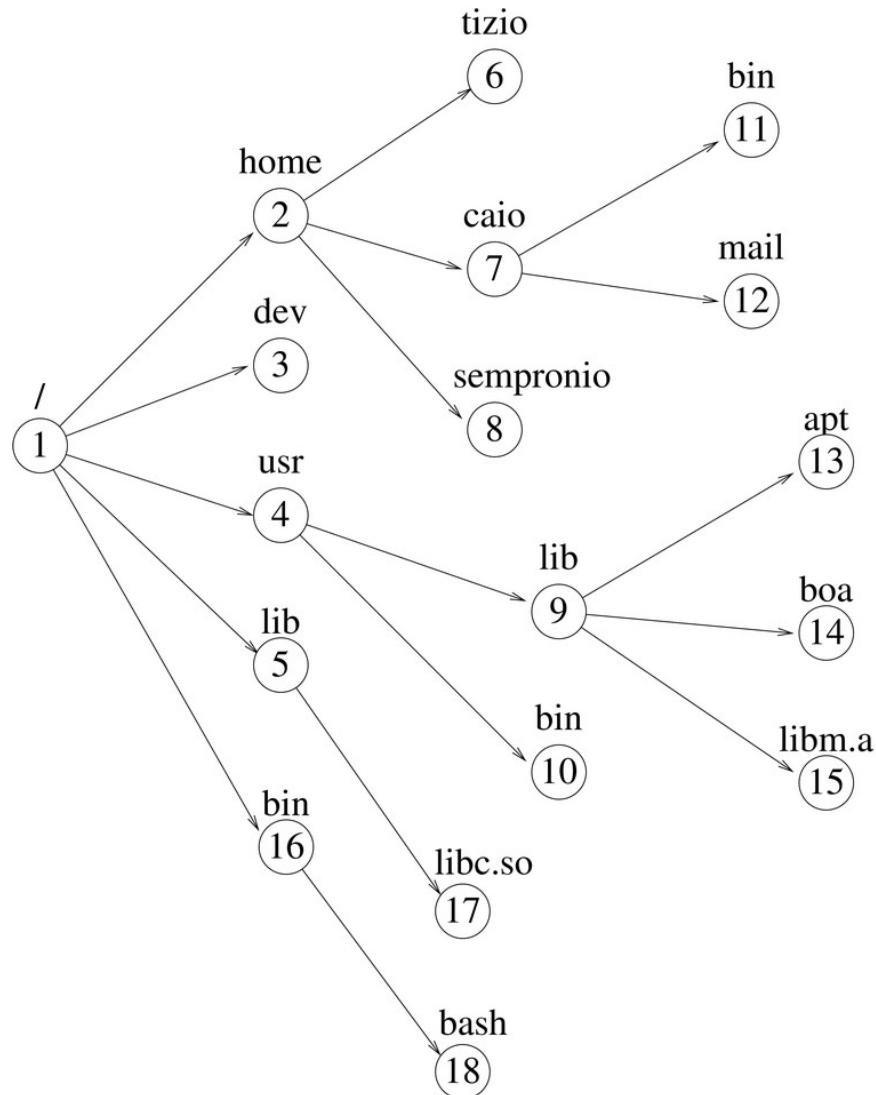 tizio
6
bin
11
home
2
caio
7
mail
12
dev
3
sempronio
8
/
1
apt
13
usr
4
lib
9
boa
14
lib
5
bin
10
libm.a
15
bin
16
libc.so
17
bash
18